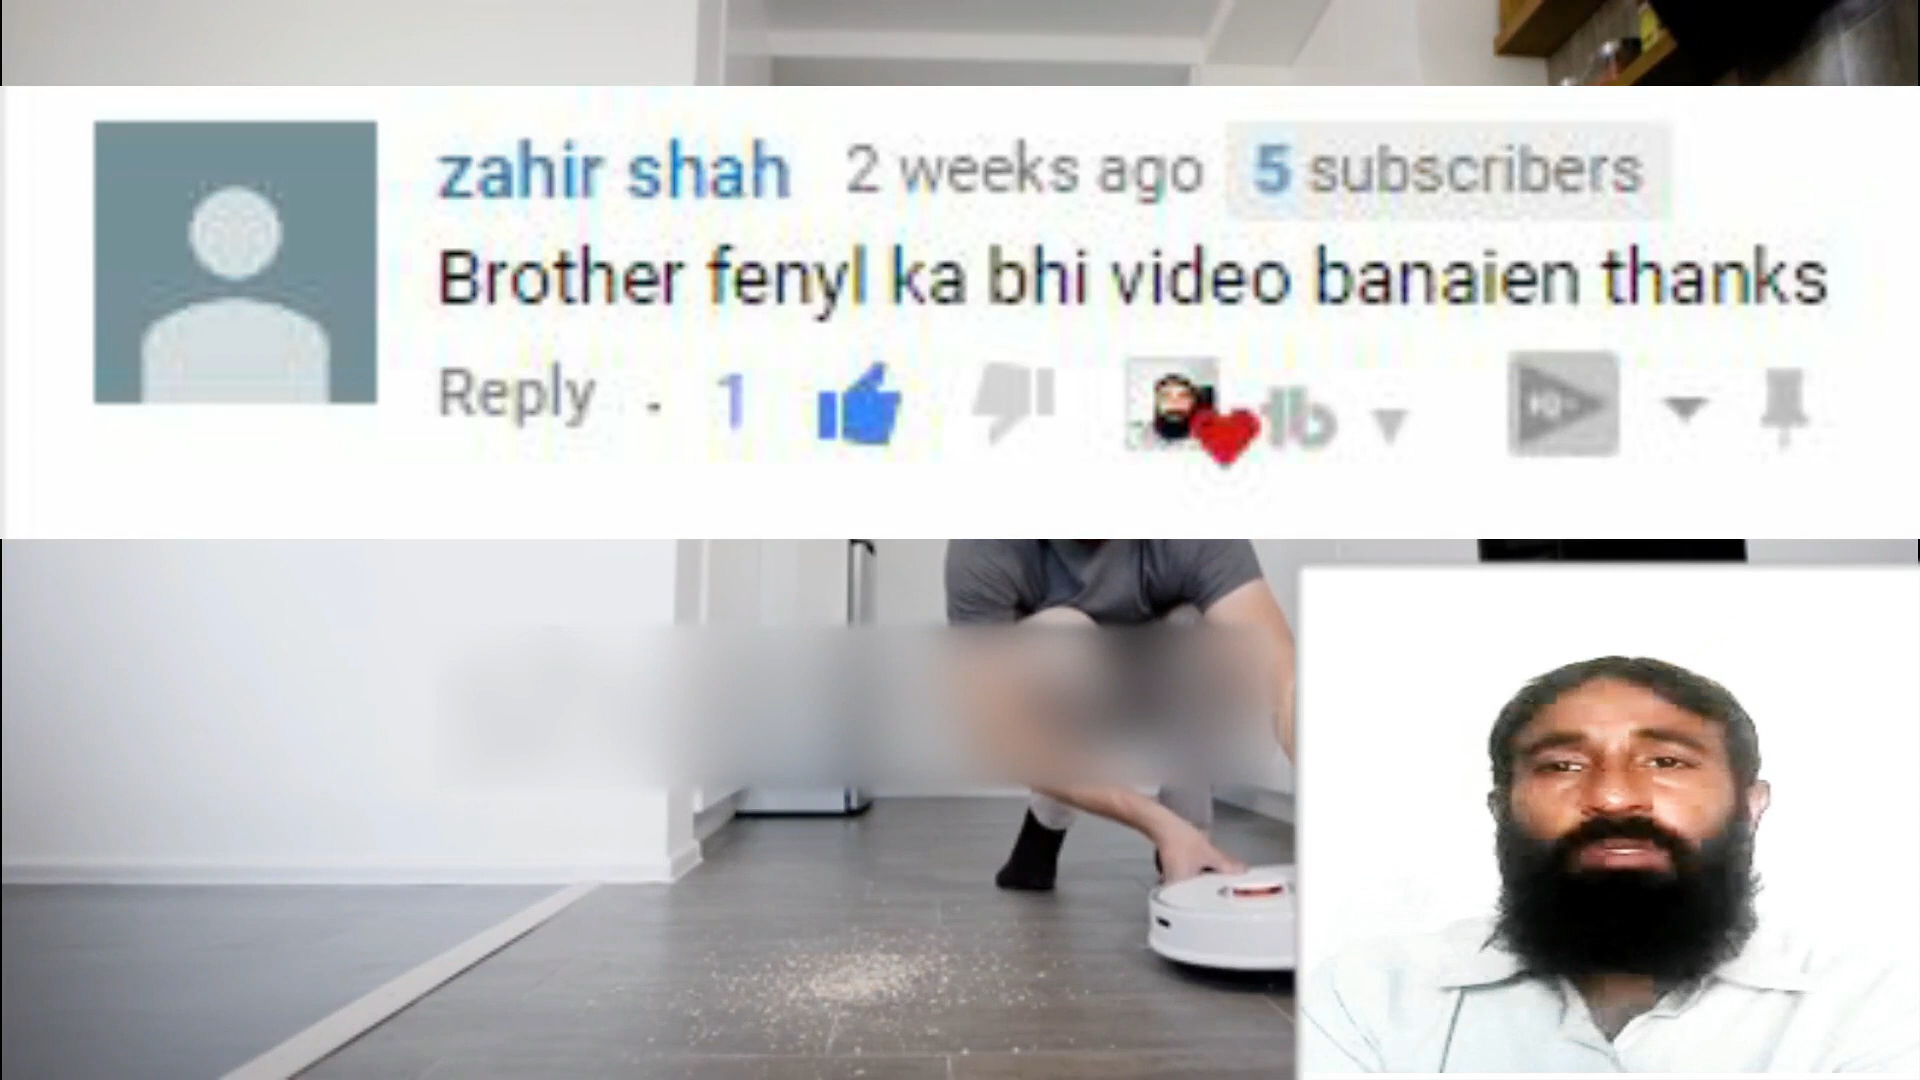 zahir shah 2 weeks ago 5 subscribers
Brother fenyl ka bhi video banaien thanks
Reply · 1